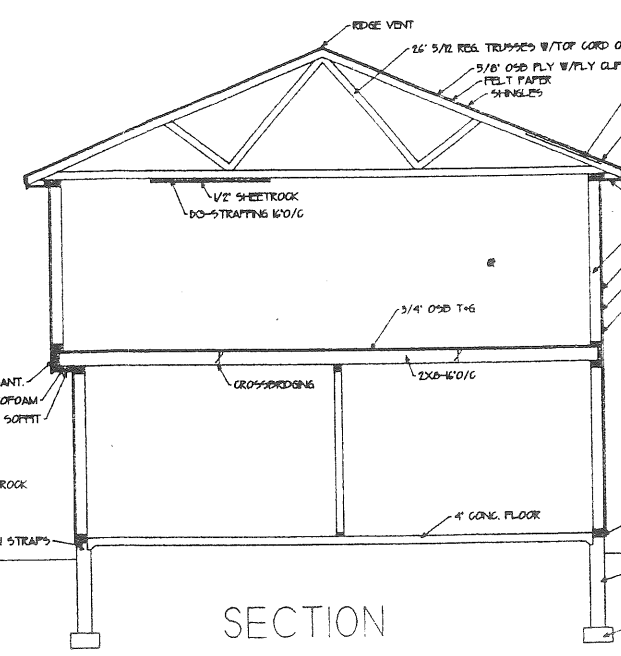 RIDGE VENT
26' 5/12 REG. TRUSSES W/TOP CORD O
5/8" OSB PLY W/PLY CLIP
FELT PAPER
SHINGLES
1/2" SHEETROCK
DG-STRAPPING 16"O/C
3/4" OSB T+G
ANT.
OFOAM
SOFFIT
CROSSBRIDGING
2X8-16"O/C
ROCK
4" CONC. FLOOR
STRAPS
SECTION